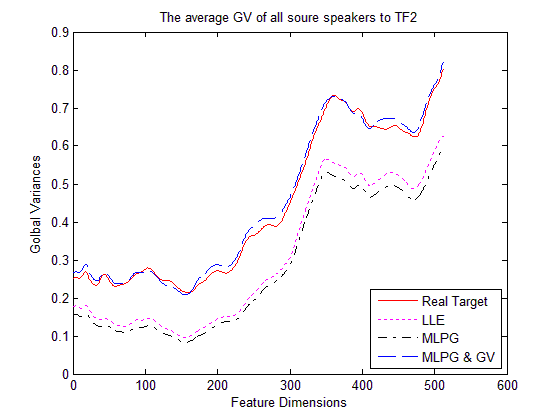 The average GV of all soure speakers to TF2
Golbal Variances
0.9
0.8
0.7
0.6
0.5
0.4
0.3
0.2
0.1
0
0 100 200 300 400 500 600
Feature Dimensions
Real Target
LLE
MLPG
MLPG & GV